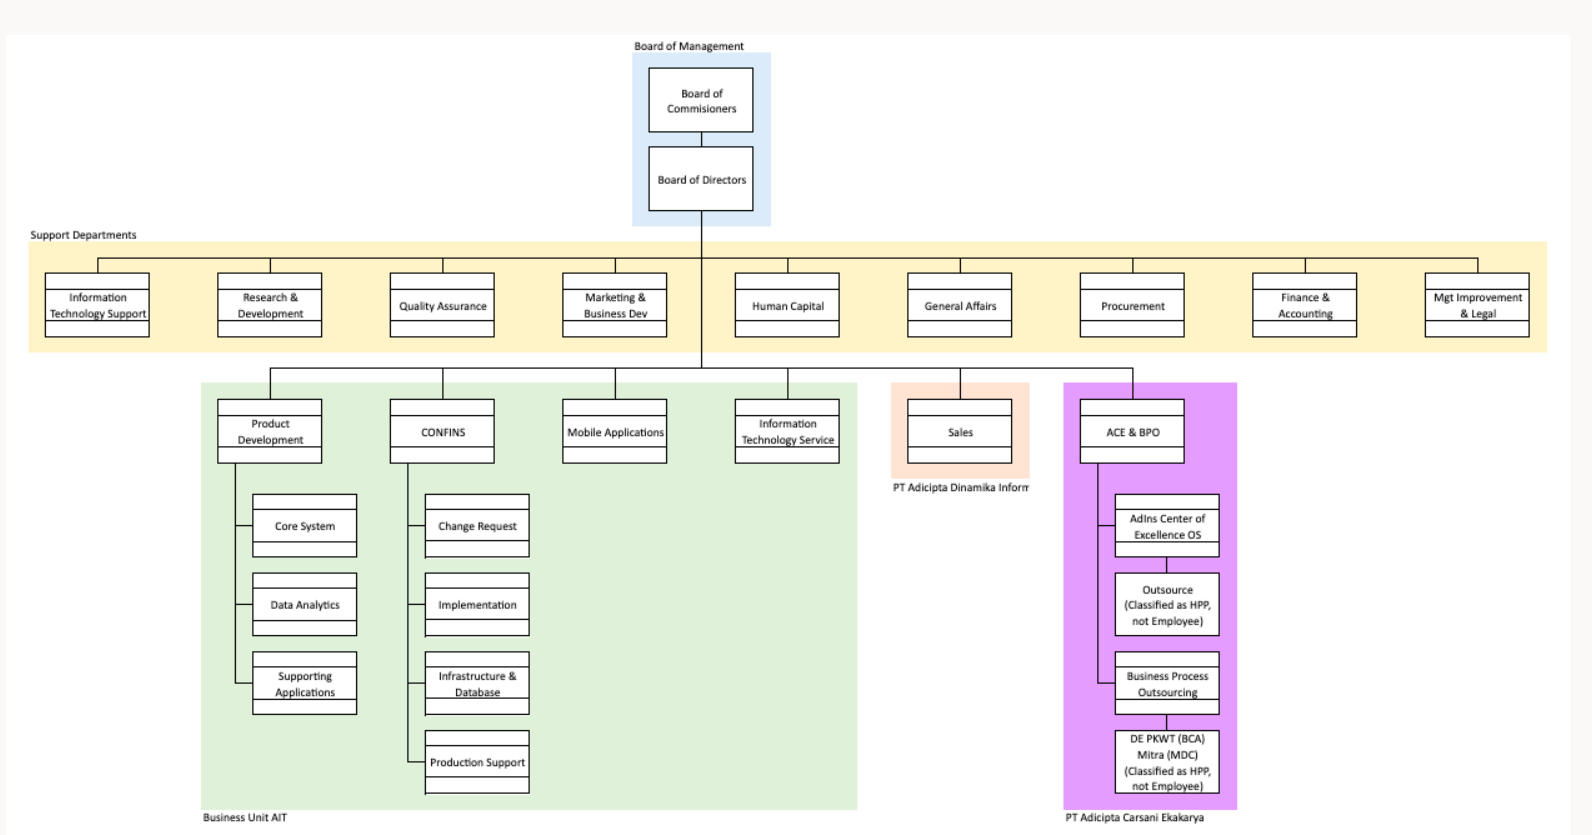 Board of Management
Board of
Commisioners
Board of Directors
Support Departments
Information
Technology Support
Research &
Development
Quality Assurance
Marketing &
Business Dev
Human Capital
General Affairs
Procurement
Finance &
Accounting
Mgt Improvement
& Legal
Product
Development
CONFINS
Mobile Applications
Information
Technology Service
Sales
ACE & BPO
PT Adicipta Dinamika Inform
Core System
Change Request
AdIns Center of
Excellence OS
Data Analytics
Implementation
Outsource
(Classified as HPP,
not Employee)
Supporting
Applications
Infrastructure &
Database
Business Process
Outsourcing
Production Support
DE PKWT (BCA)
Mitra (MDC)
(Classified as HPP,
not Employee)
Business Unit AIT
PT Adicipta Carsani Ekakarya